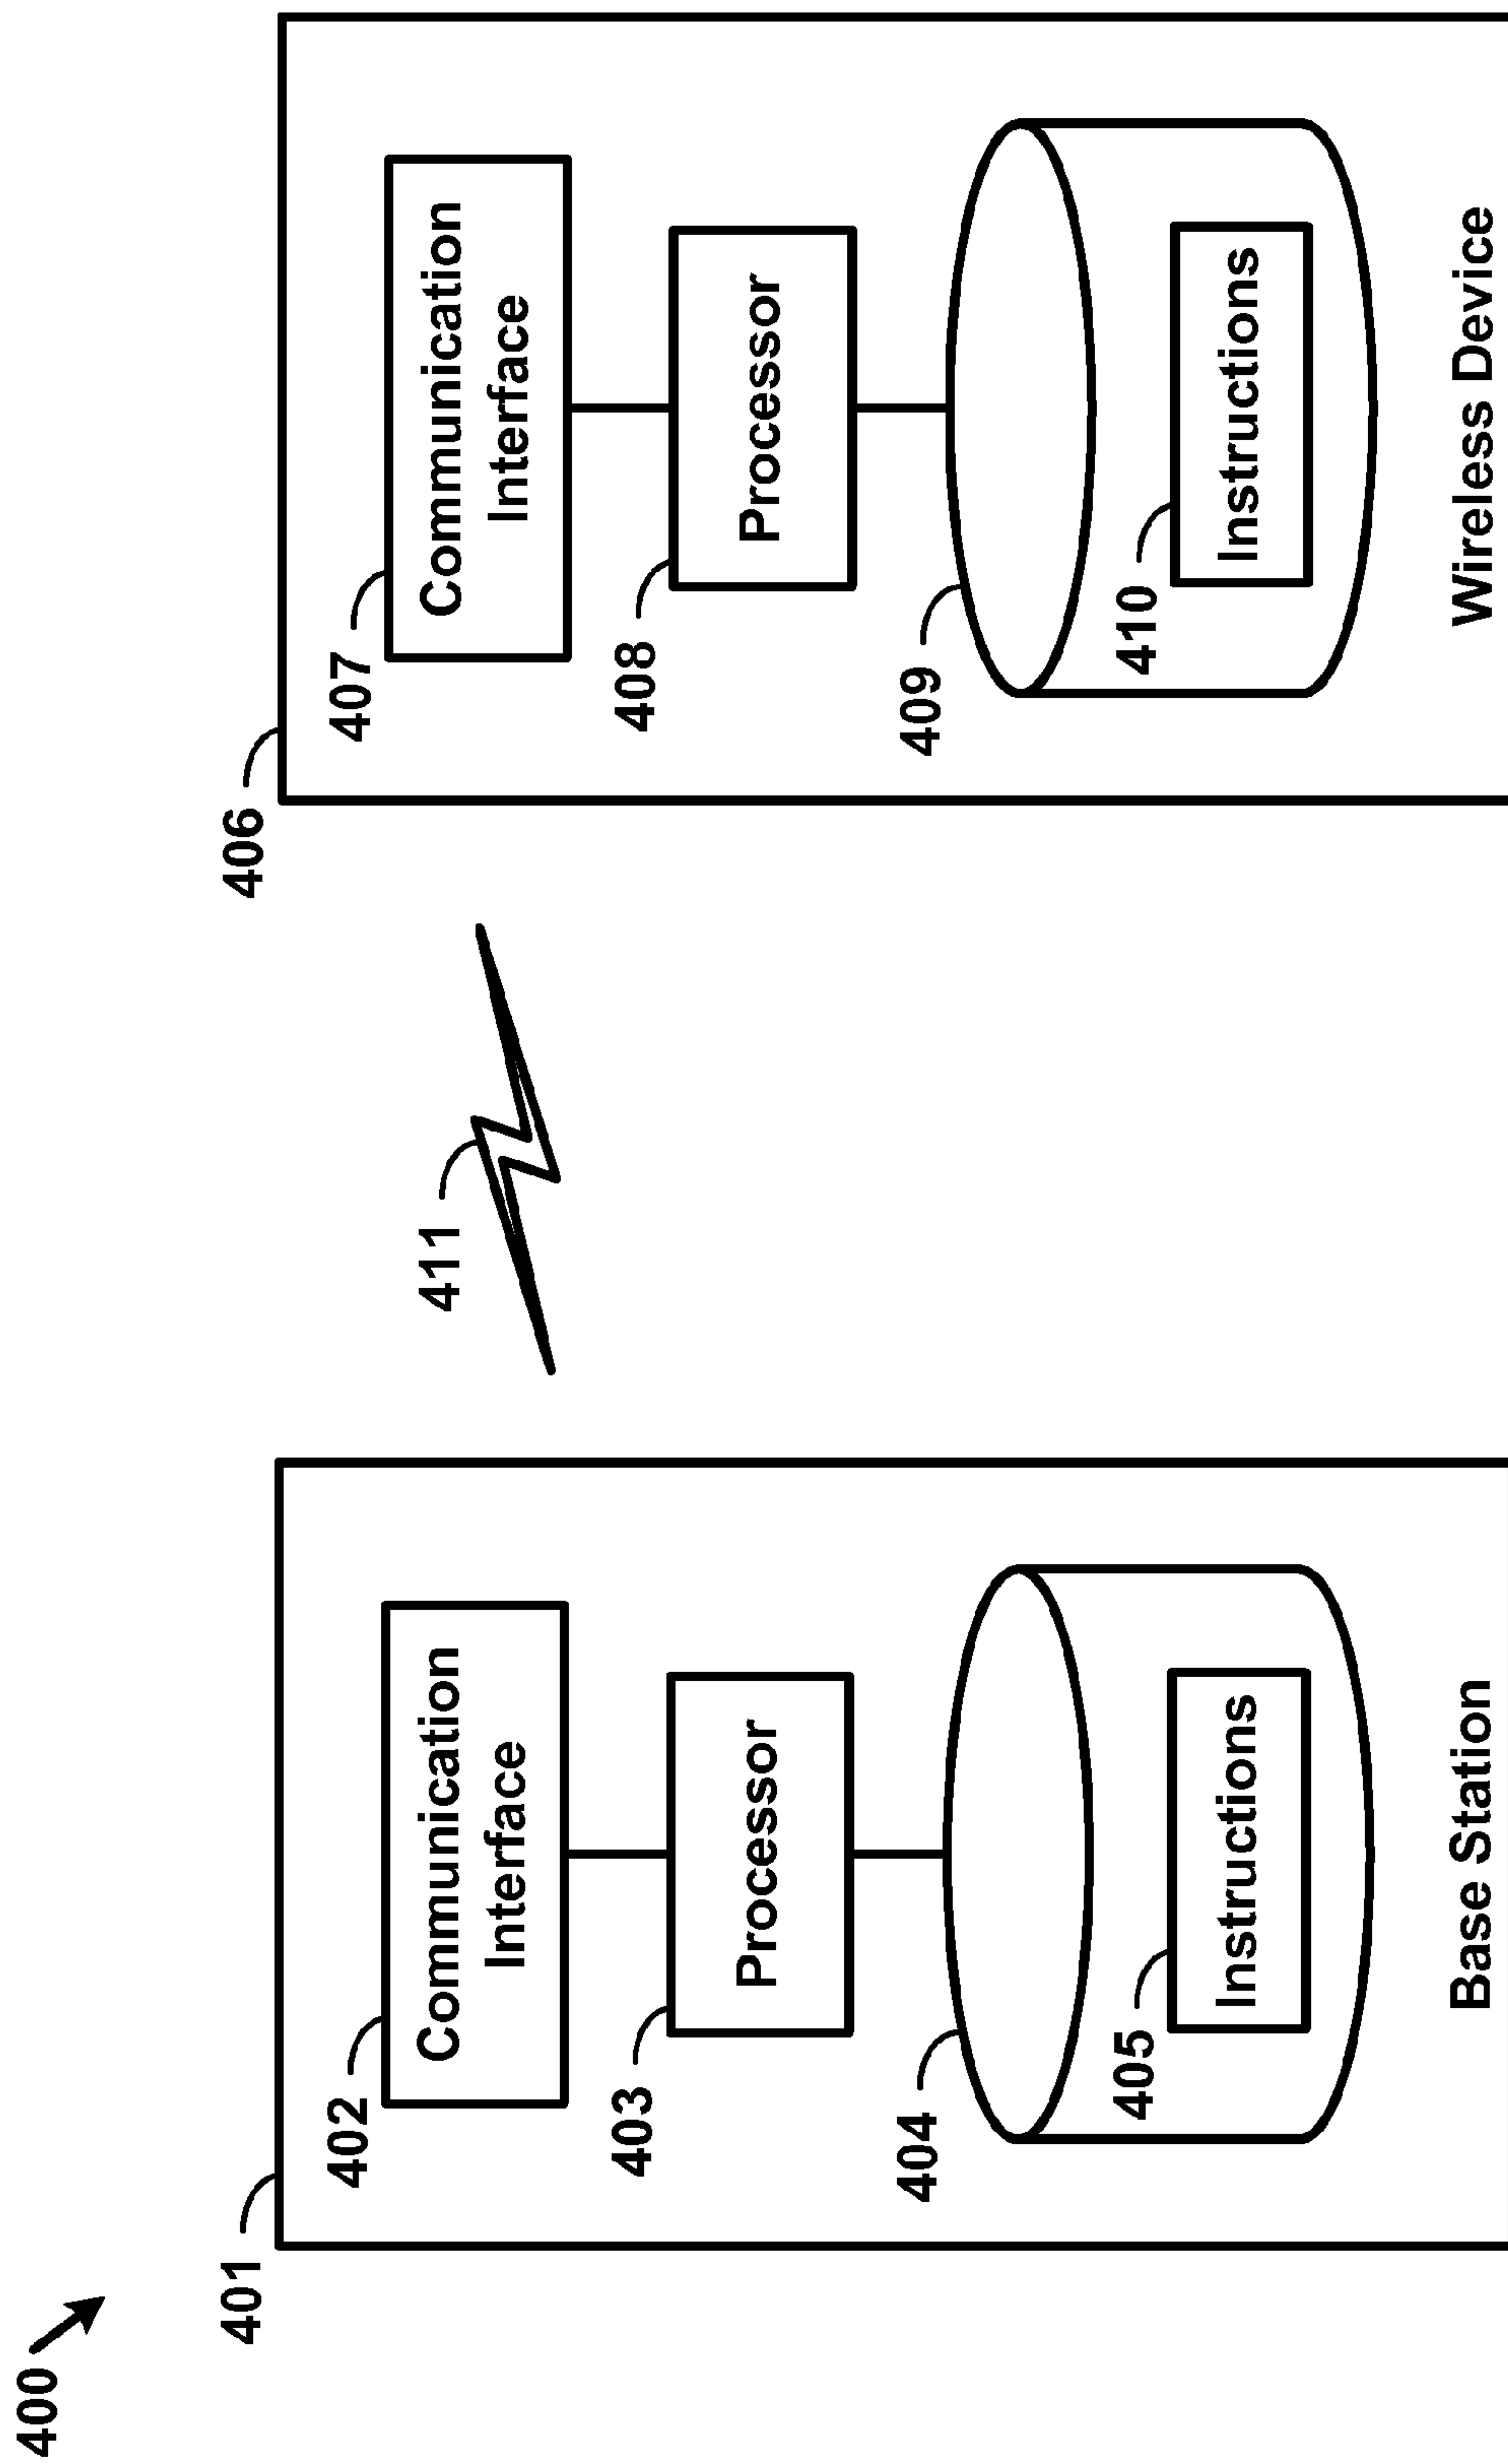 400
401
402
Communication
Interface
403
Processor
404
405
Instructions
Base Station
411
406
407
Communication
Interface
408
Processor
409
410
Instructions
Wireless Device